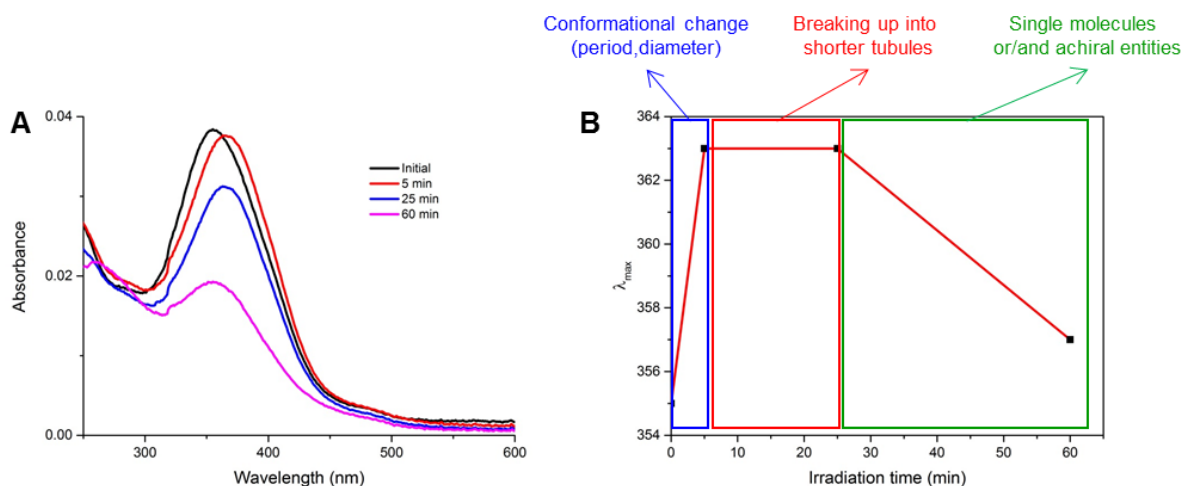 Conformational change
(period,diameter)
Breaking up into
shorter tubules
Single molecules
or/and achiral entities
A
0.04
0.02
0.00
Absorbance
300
400
500
600
Wavelength (nm)
Initial
5 min
25 min
60 min
B
364
362
360
358
356
354
λmax
0
10
20
30
40
50
60
Irradiation time (min)